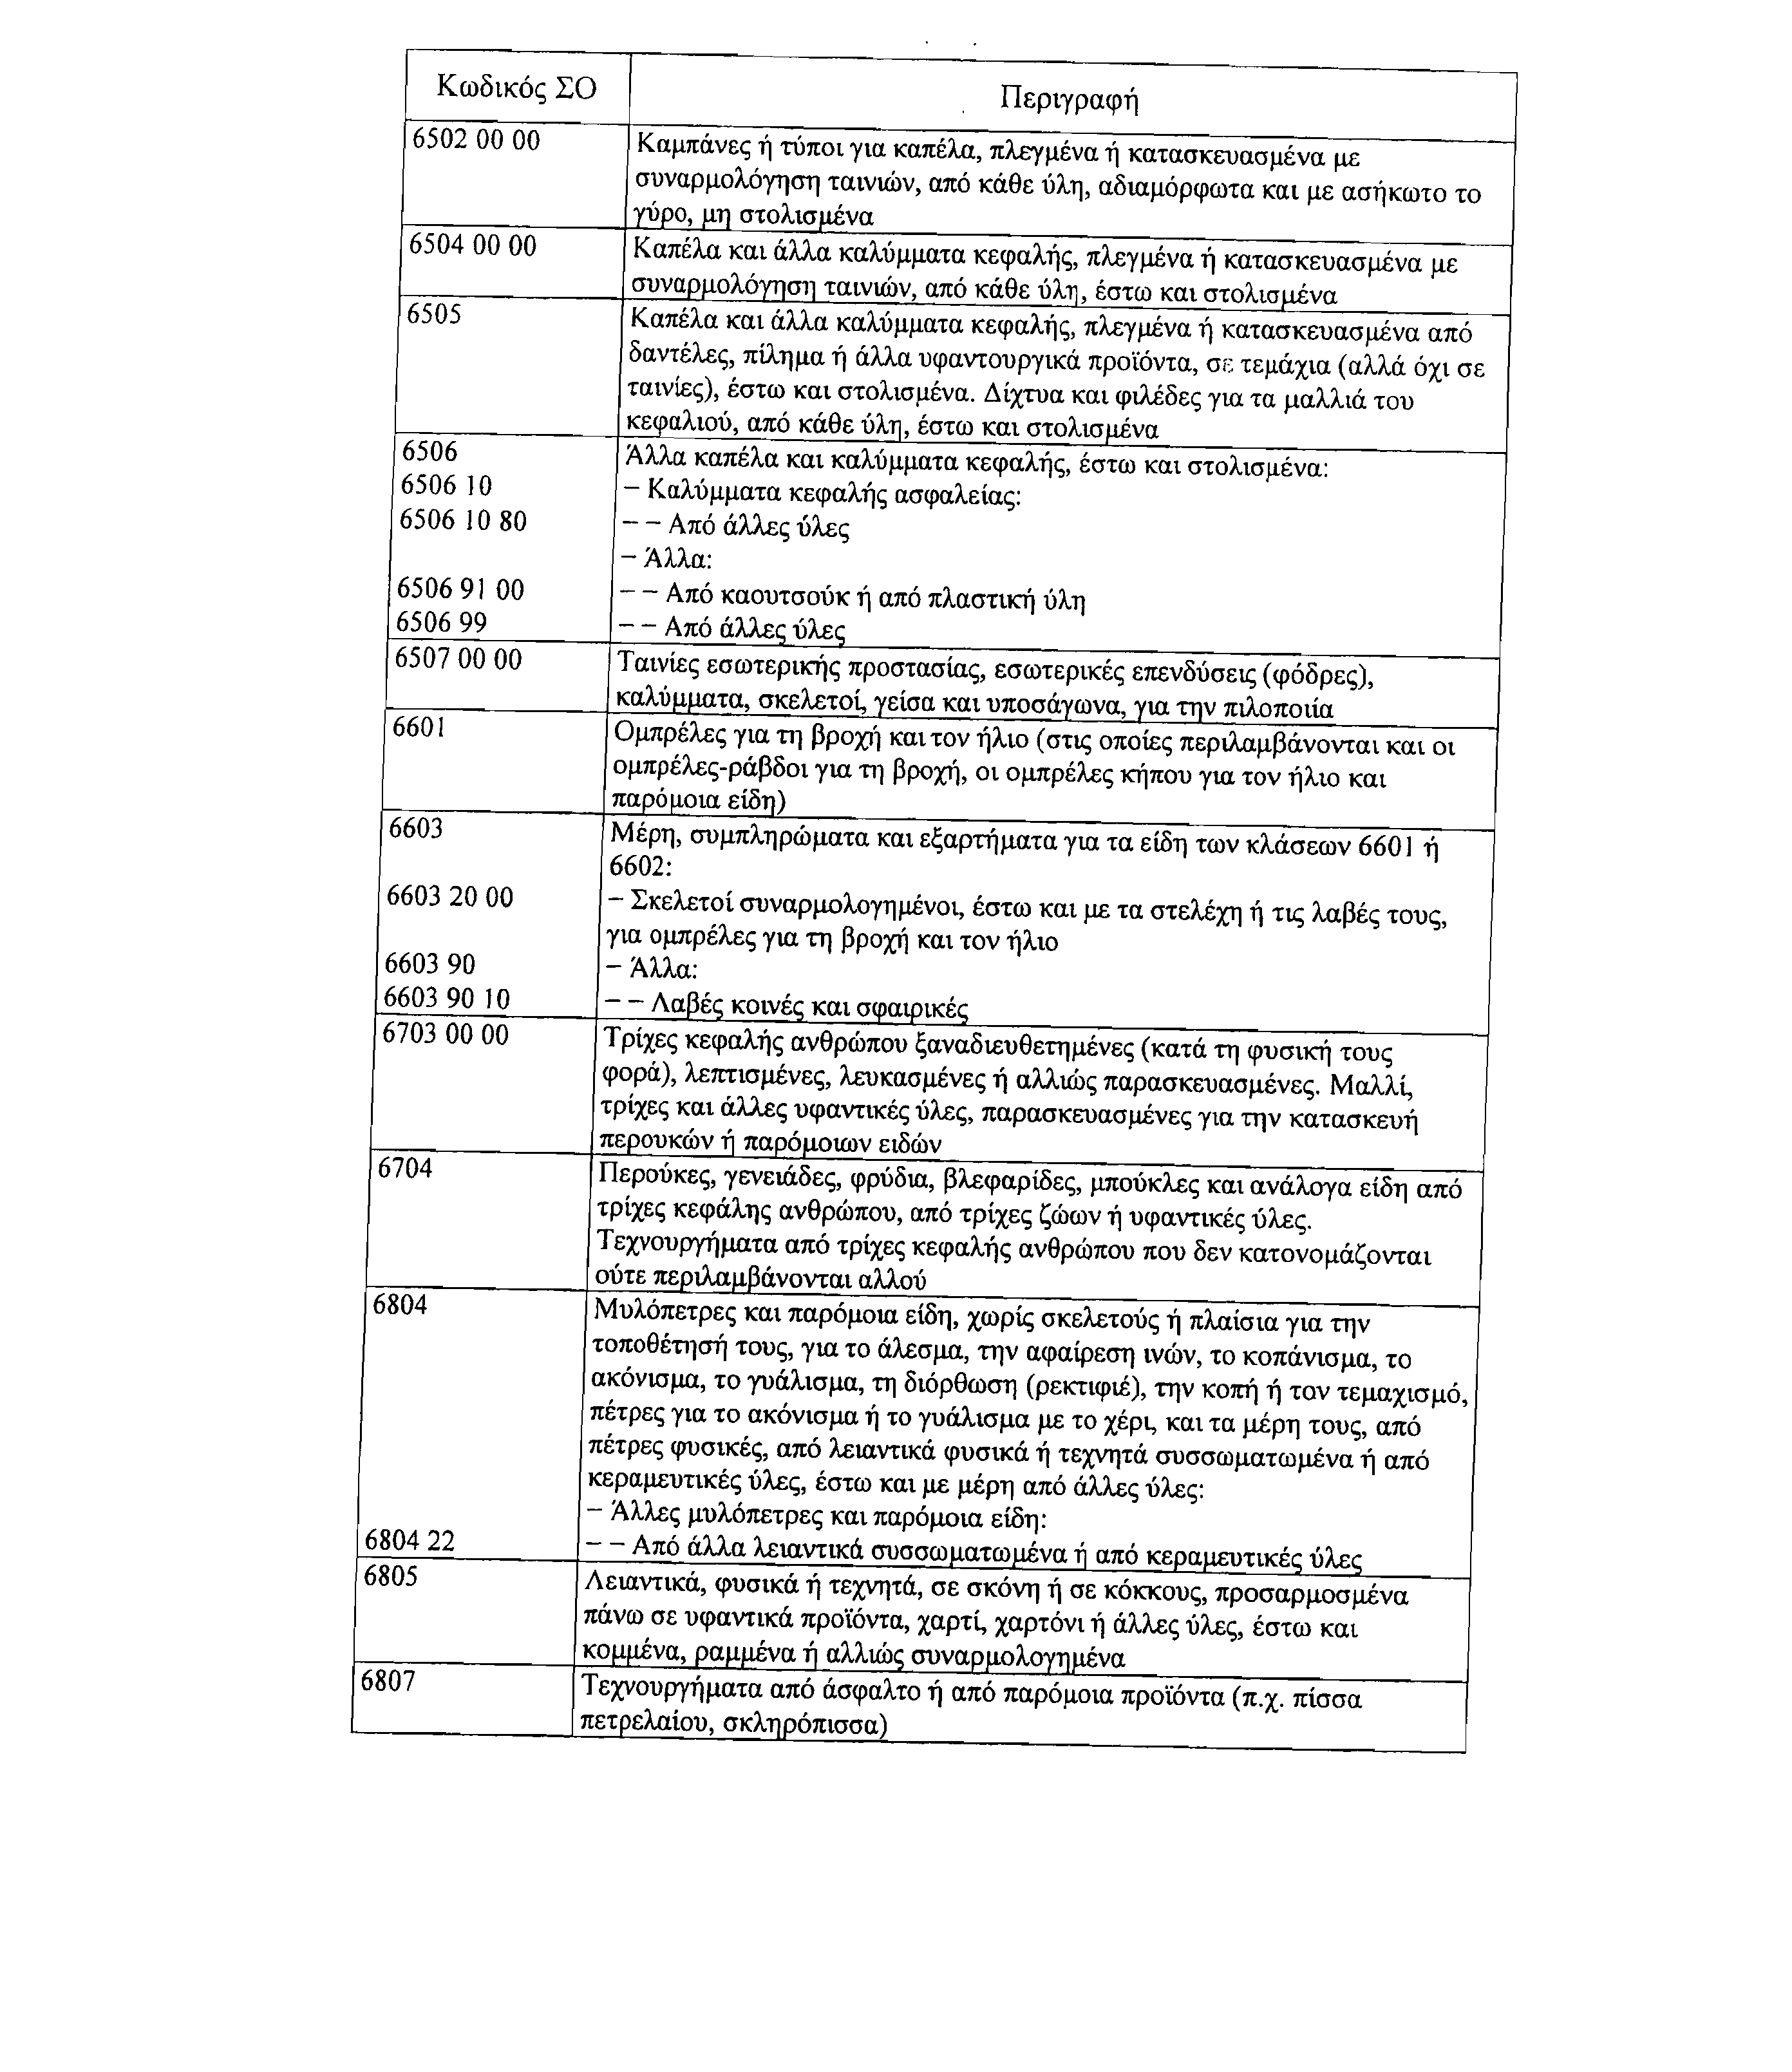 Κωδικός ΣΟ
Περιγραφή
6502 00 00
Καμπάνες ή τύποι για καπέλα, πλεγμένα ή κατασκευασμένα με
συναρμολόγηση ταινιών, από κάθε ύλη, αδιαμόρφωτα και με ασήκωτο το
γύρο, μη στολισμένα
6504 00 00
Καπέλα και άλλα καλύμματα κεφαλής, πλεγμένα ή κατασκευασμένα με
συναρμολόγηση ταινιών, από κάθε ύλη, έστω και στολισμένα
6505
Καπέλα και άλλα καλύμματα κεφαλής, πλεγμένα ή κατασκευασμένα από
δαντέλες, πίλημα ή άλλα υφαντουργικά προϊόντα, σε τεμάχια (αλλά όχι σε
ταινίες), έστω και στολισμένα. Δίχτυα και φιλέδες για τα μαλλιά του
κεφαλιού, από κάθε ύλη, έστω και στολισμένα
6506
Άλλα καπέλα και καλύμματα κεφαλής, έστω και στολισμένα:
6506 10
– Καλύμματα κεφαλής ασφαλείας:
6506 10 80
– – Από άλλες ύλες
– Άλλα:
6506 91 00
– – Από καουτσούκ ή από πλαστική ύλη
6506 99
– – Από άλλες ύλες
6507 00 00
Ταινίες εσωτερικής προστασίας, εσωτερικές επενδύσεις (φόδρες),
καλύμματα, σκελετοί, γείσα και υποσάγωνα, για την πιλοποιία
6601
Ομπρέλες για τη βροχή και τον ήλιο (στις οποίες περιλαμβάνονται και οι
ομπρέλες-ράβδοι για τη βροχή, οι ομπρέλες κήπου για τον ήλιο και
παρόμοια είδη)
6603
Μέρη, συμπληρώματα και εξαρτήματα για τα είδη των κλάσεων 6601 ή
6602:
6603 20 00
– Σκελετοί συναρμολογημένοι, έστω και με τα στελέχη ή τις λαβές τους,
για ομπρέλες για τη βροχή και τον ήλιο
6603 90
– Άλλα:
6603 90 10
– – Λαβές κοινές και σφαιρικές
6703 00 00
Τρίχες κεφαλής ανθρώπου ξαναδιευθετημένες (κατά τη φυσική τους
φορά), λεπτισμένες, λευκασμένες ή αλλιώς παρασκευασμένες. Μαλλί,
τρίχες και άλλες υφαντικές ύλες, παρασκευασμένες για την κατασκευή
περουκών ή παρόμοιων ειδών
6704
Περούκες, γενειάδες, φρύδια, βλεφαρίδες, μπούκλες και ανάλογα είδη από
τρίχες κεφάλης ανθρώπου, από τρίχες ζώων ή υφαντικές ύλες.
Τεχνουργήματα από τρίχες κεφαλής ανθρώπου που δεν κατονομάζονται
ούτε περιλαμβάνονται αλλού
6804
Μυλόπετρες και παρόμοια είδη, χωρίς σκελετούς ή πλαίσια για την
τοποθέτησή τους, για το άλεσμα, την αφαίρεση ινών, το κοπάνισμα, το
ακόνισμα, το γυάλισμα, τη διόρθωση (ρεκτιφιέ), την κοπή ή τον τεμαχισμό,
πέτρες για το ακόνισμα ή το γυάλισμα με το χέρι, και τα μέρη τους, από
πέτρες φυσικές, από λειαντικά φυσικά ή τεχνητά συσσωματωμένα ή από
κεραμευτικές ύλες, έστω και με μέρη από άλλες ύλες:
– Άλλες μυλόπετρες και παρόμοια είδη:
6804 22
– – Από άλλα λειαντικά συσσωματωμένα ή από κεραμευτικές ύλες
6805
Λειαντικά, φυσικά ή τεχνητά, σε σκόνη ή σε κόκκους, προσαρμοσμένα
πάνω σε υφαντικά προϊόντα, χαρτί, χαρτόνι ή άλλες ύλες, έστω και
κομμένα, ραμμένα ή αλλιώς συναρμολογημένα
6807
Τεχνουργήματα από άσφαλτο ή από παρόμοια προϊόντα (π.χ. πίσσα
πετρελαίου, σκληρόπισσα)